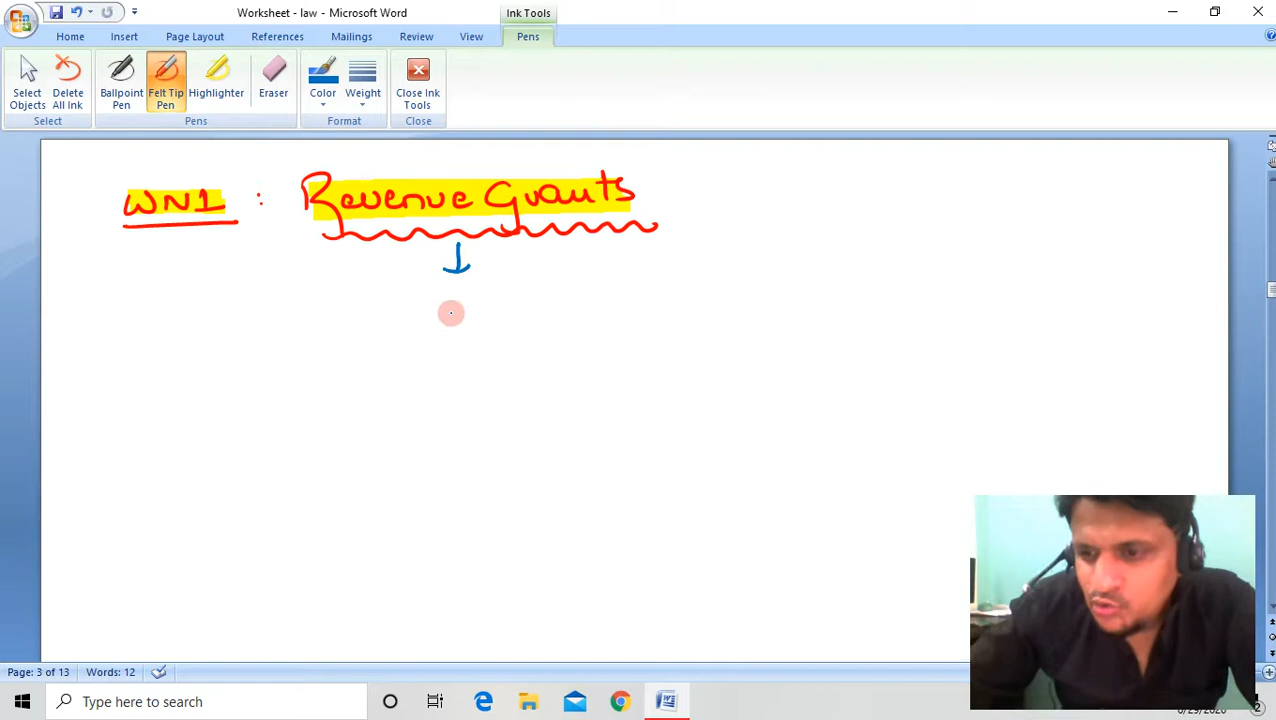 Worksheet - law - Microsoft Word
Ink Tools
Home Insert Page Layout References Mailings Review View Pens
Select Objects
Delete All Ink
Ballpoint Pen
Felt Tip Pen
Highlighter
Eraser
Color
Weight
Close Ink Tools
Select Pens Format Close
WN1 : Revenue Grants
Page: 3 of 13 Words: 12
Type here to search